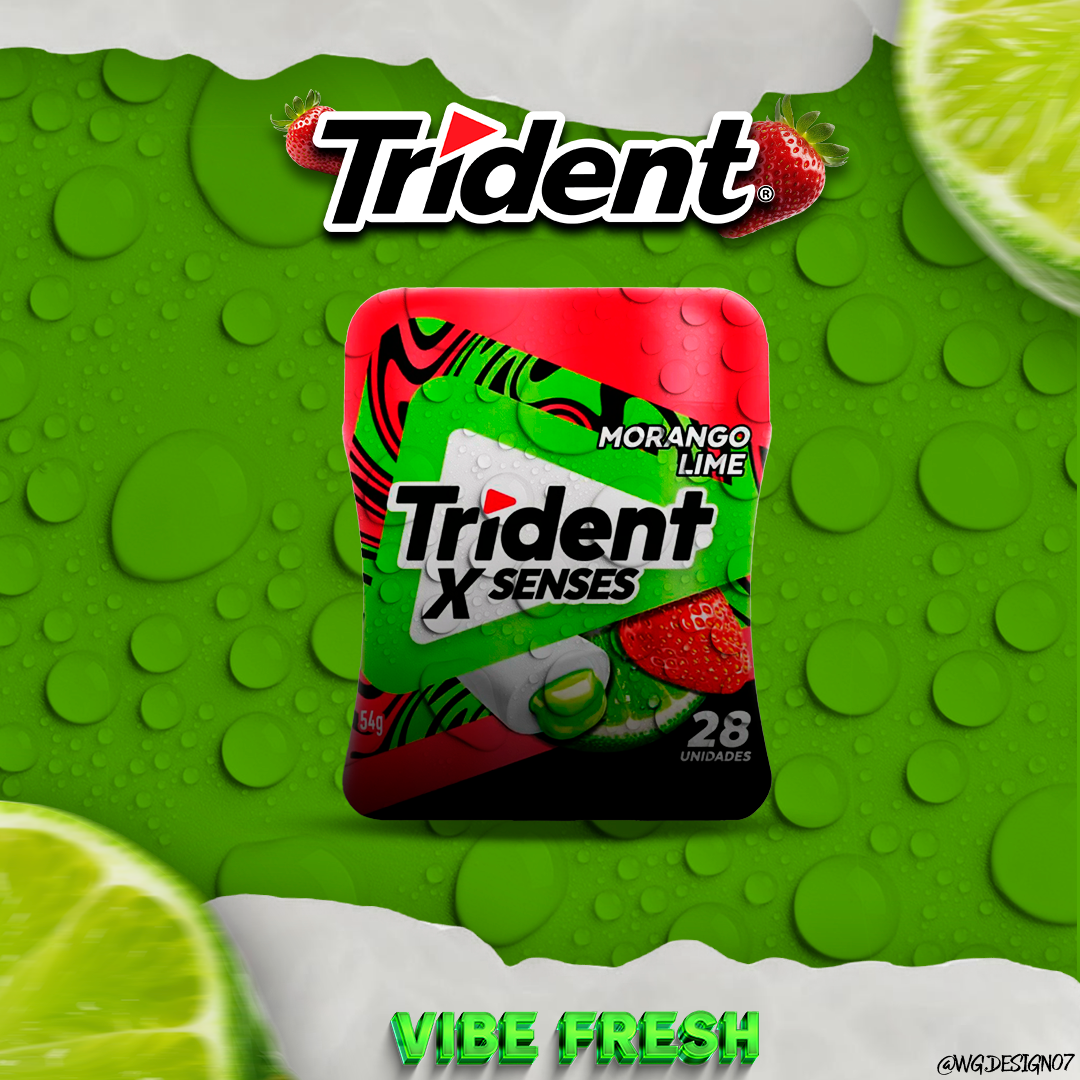 Trident®
MORANGO
LIME
Trident
X SENSES
54g
28
UNIDADES
VIBE FRESH
@WG.DESIGN07